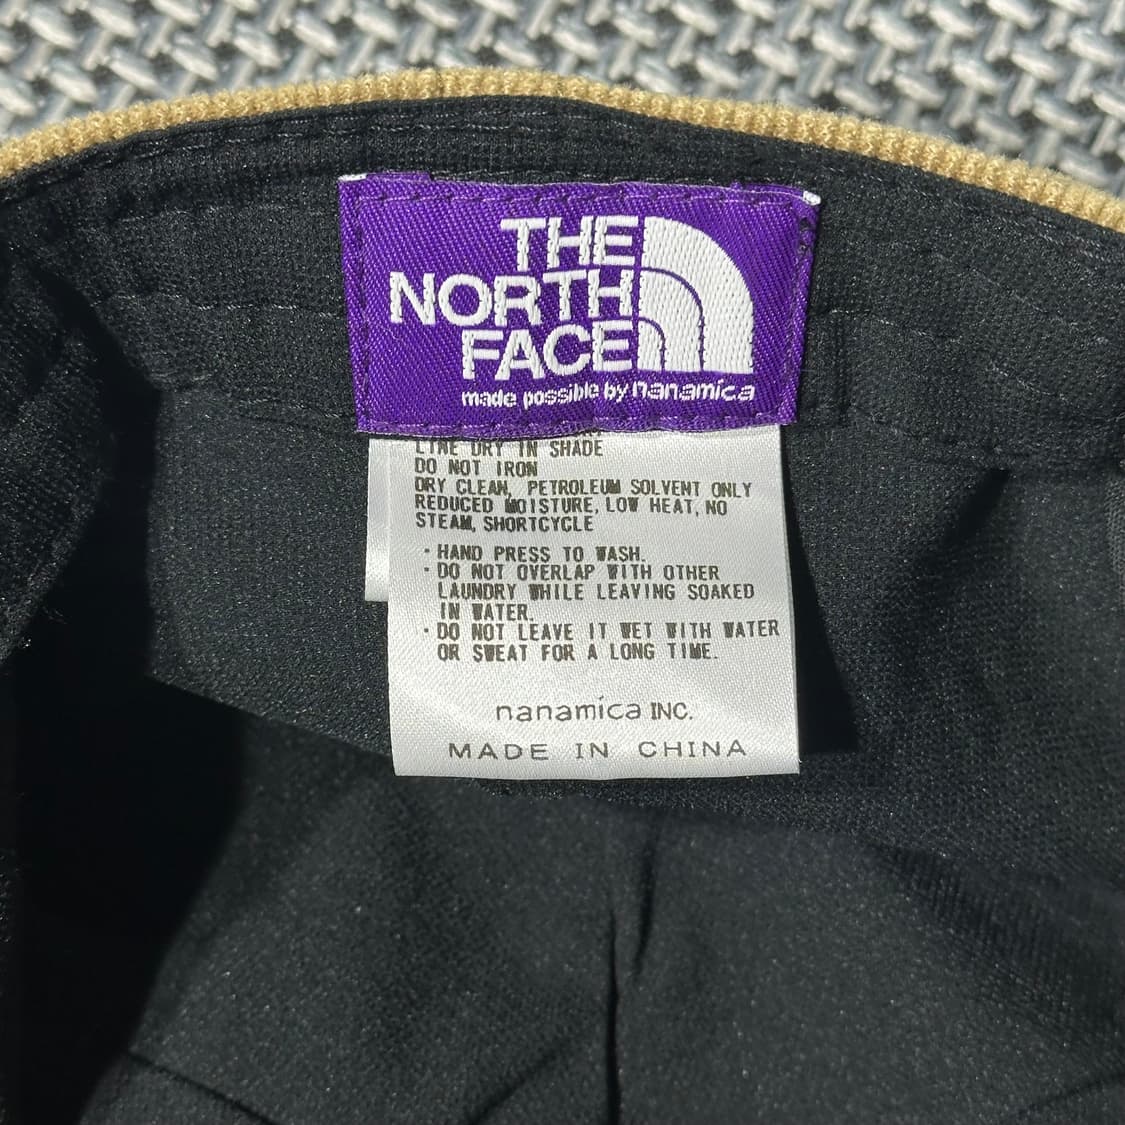 THE
NORTH
FACE
made possible by nanamica
LINE DRY IN SHADE
DO NOT IRON
DRY CLEAN, PETROLEUM SOLVENT ONLY
REDUCED MOISTURE, LOW HEAT, NO
STEAM, SHORTCYCLE
・HAND PRESS TO WASH.
・DO NOT OVERLAP WITH OTHER
LAUNDRY WHILE LEAVING SOAKED
IN WATER.
・DO NOT LEAVE IT WET WITH WATER
OR SWEAT FOR A LONG TIME.
nanamica INC.
MADE IN CHINA